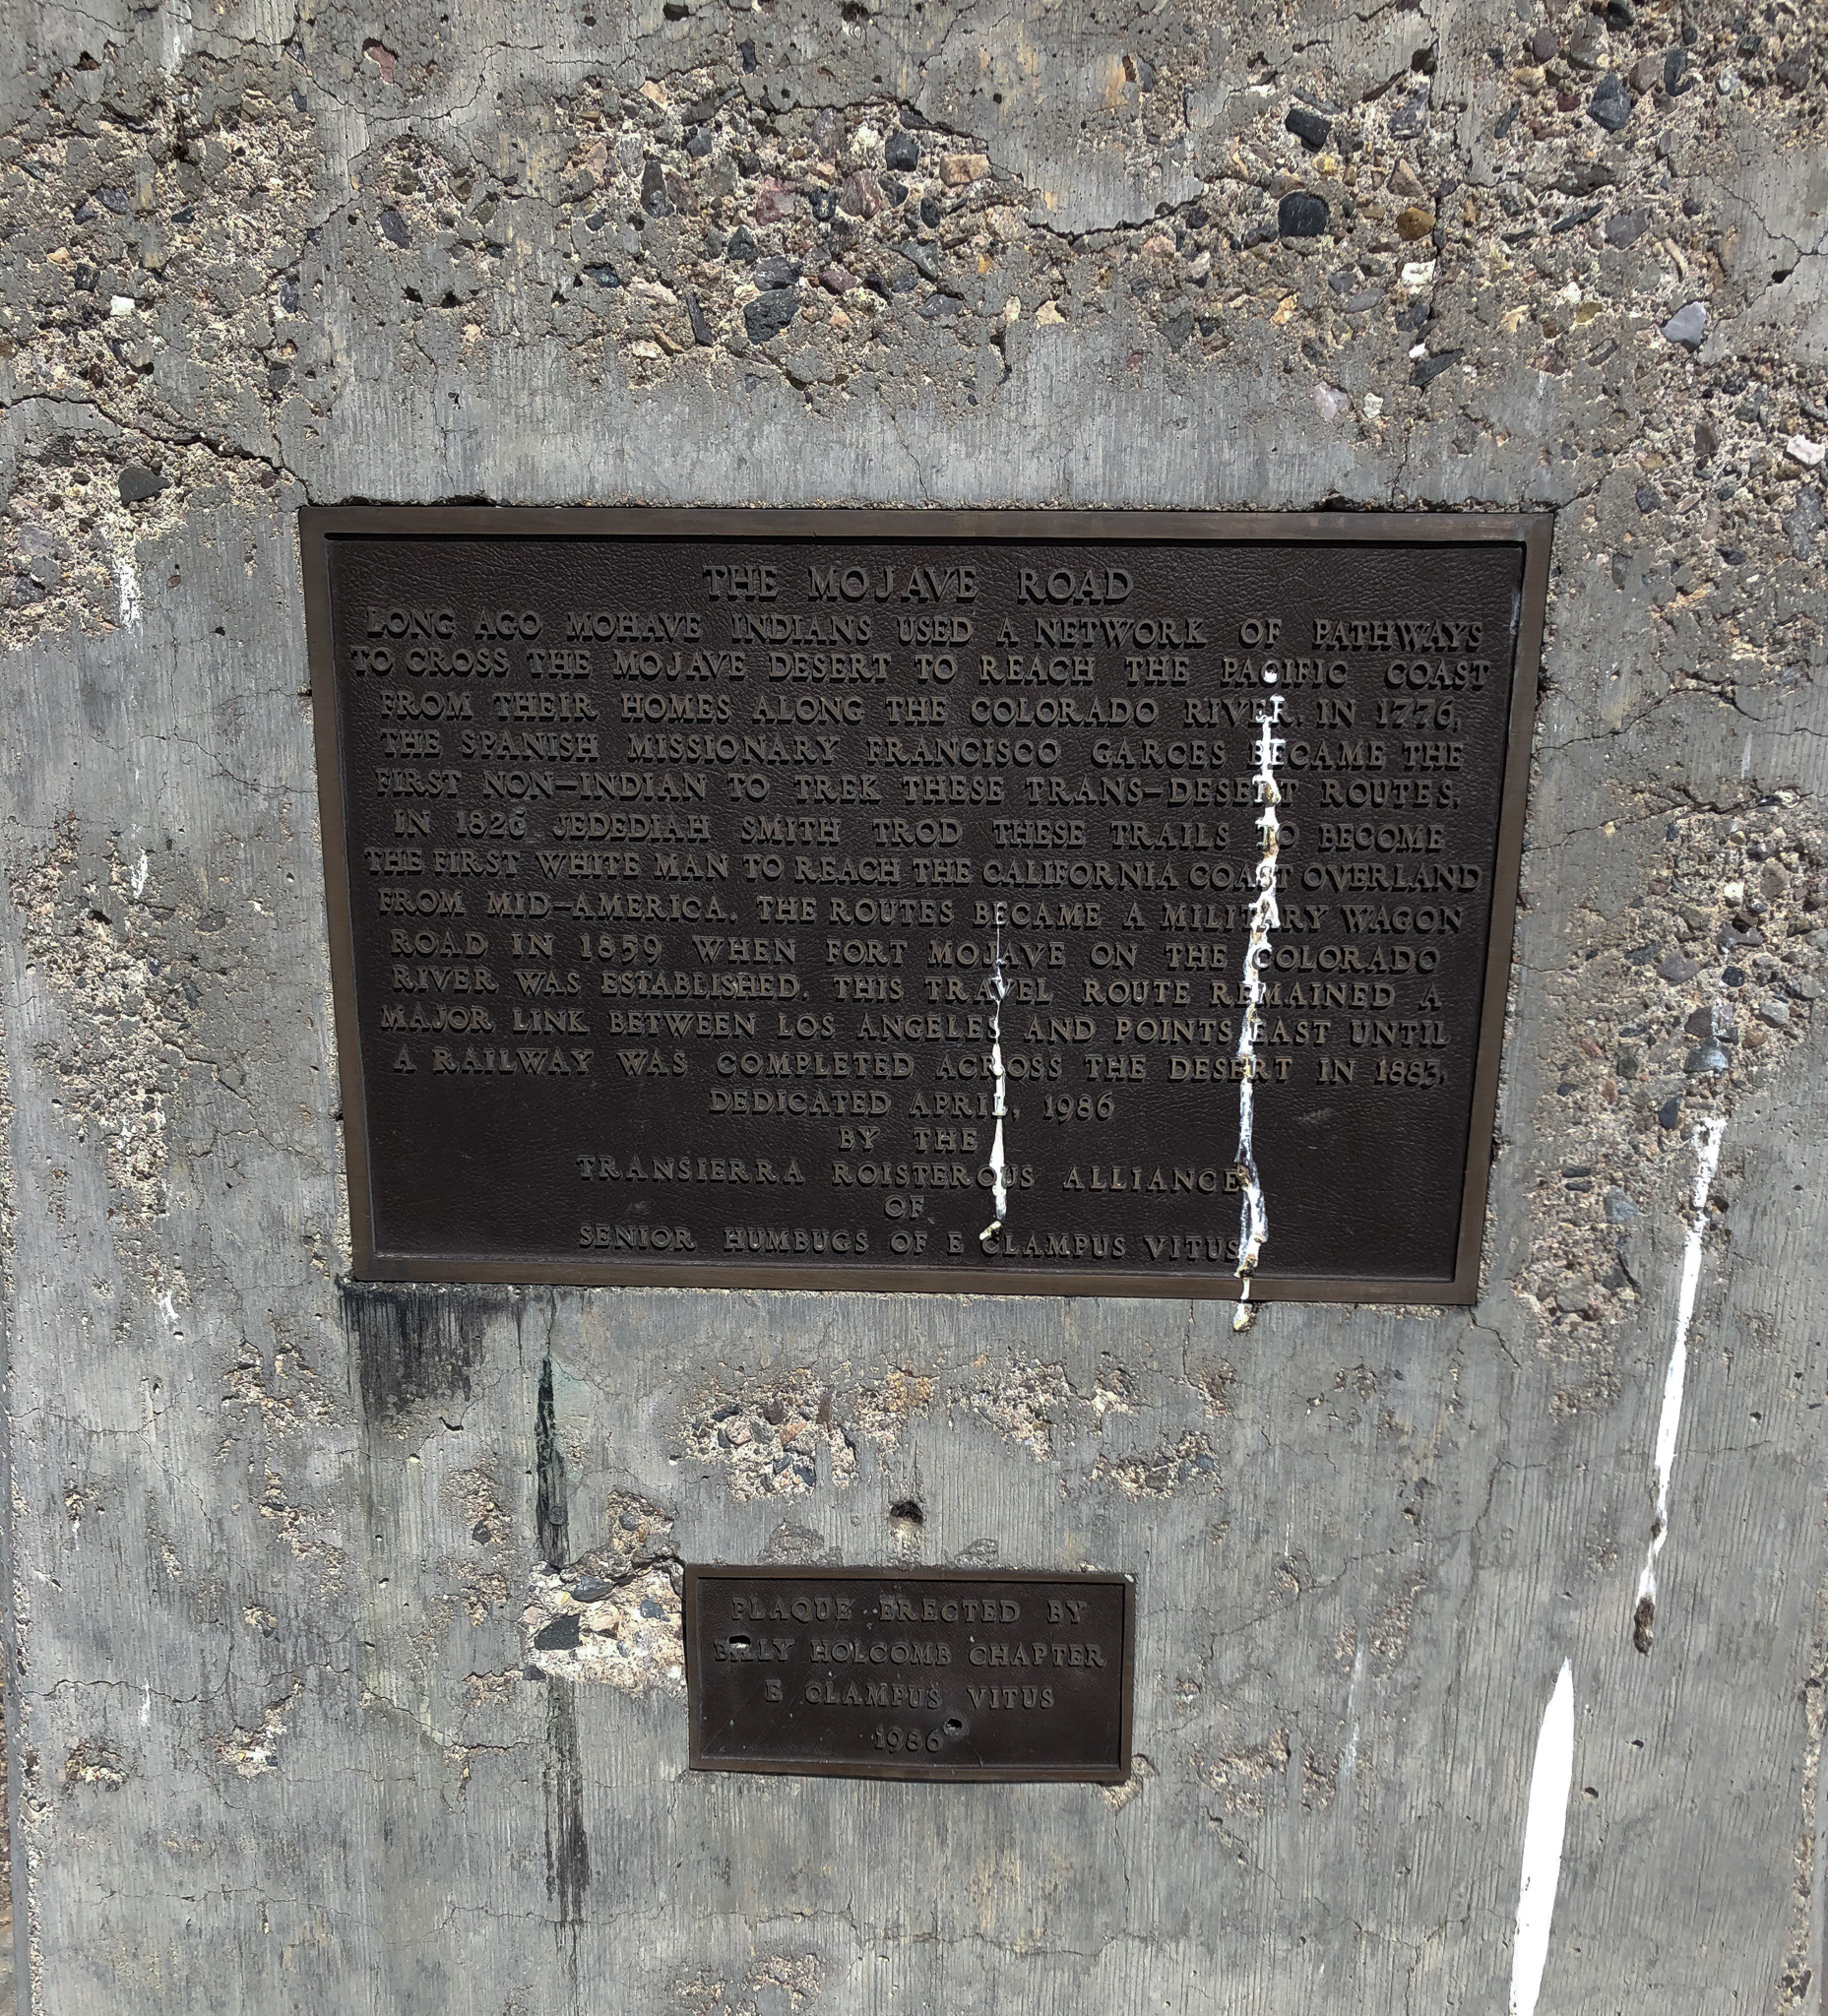 THE MOJAVE ROAD
LONG AGO MOHAVE INDIANS USED A NETWORK OF PATHWAYS
TO CROSS THE MOJAVE DESERT TO REACH THE PACIFIC COAST
FROM THEIR HOMES ALONG THE COLORADO RIVER. IN 1776,
THE SPANISH MISSIONARY FRANCISCO GARCES BECAME THE
FIRST NON-INDIAN TO TREK THESE TRANS-DESERT ROUTES.
IN 1826 JEDEDIAH SMITH TROD THESE TRAILS TO BECOME
THE FIRST WHITE MAN TO REACH THE CALIFORNIA COAST OVERLAND
FROM MID-AMERICA. THE ROUTES BECAME A MILITARY WAGON
ROAD IN 1859 WHEN FORT MOJAVE ON THE COLORADO
RIVER WAS ESTABLISHED. THIS TRAVEL ROUTE REMAINED A
MAJOR LINK BETWEEN LOS ANGELES AND POINTS EAST UNTIL
A RAILWAY WAS COMPLETED ACROSS THE DESERT IN 1883.
DEDICATED APRIL, 1986
BY THE
TRANSIERRA ROISTEROUS ALLIANCE
OF
SENIOR HUMBUGS OF E CLAMPUS VITUS
PLAQUE ERECTED BY
BILLY HOLCOMB CHAPTER
E CLAMPUS VITUS
1986